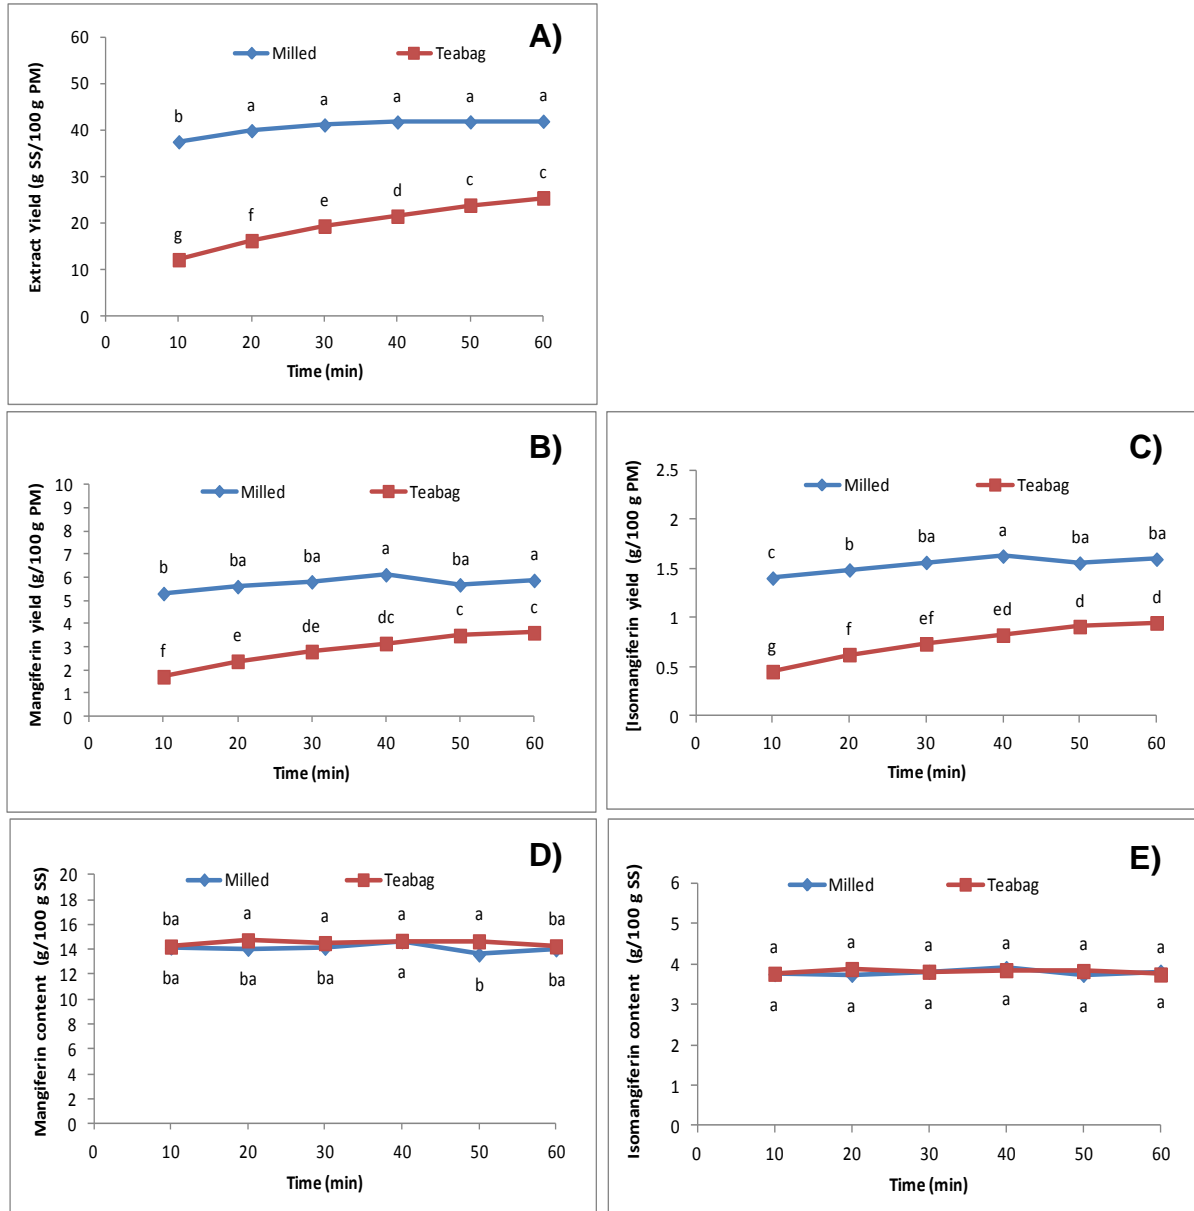 A)
Milled Teabag
Extract Yield (g SS/100 g PM)
60
50
40
30
20
10
0
b a a a a a
g f e d c c
0 10 20 30 40 50 60
Time (min)
B)
Milled Teabag
Mangiferin yield (g/100 g PM)
10
9
8
7
6
5
4
3
2
1
0
b ba ba a ba a
f e de dc c c
0 10 20 30 40 50 60
Time (min)
C)
Milled Teabag
[Isomangiferin yield (g/100 g PM)
2.5
2
1.5
1
0.5
0
c b ba a ba ba
g f ef ed d d
0 10 20 30 40 50 60
Time (min)
D)
Milled Teabag
Mangiferin content (g/100 g SS)
20
18
16
14
12
10
8
6
4
2
0
ba a a a a ba
ba ba ba a b ba
0 10 20 30 40 50 60
Time (min)
E)
Milled Teabag
Isomangiferin content (g/100 g SS)
6
5
4
3
2
1
0
a a a a a a
a a a a a a
0 10 20 30 40 50 60
Time (min)